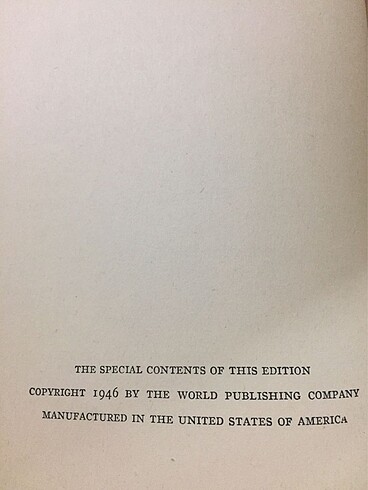 THE SPECIAL CONTENTS OF THIS EDITION
COPYRIGHT 1946 BY THE WORLD PUBLISHING COMPANY
MANUFACTURED IN THE UNITED STATES OF AMERICA